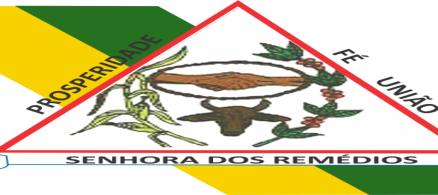 PROSPERIDADE
FÉ UNIÃO
SENHORA DOS REMÉDIOS